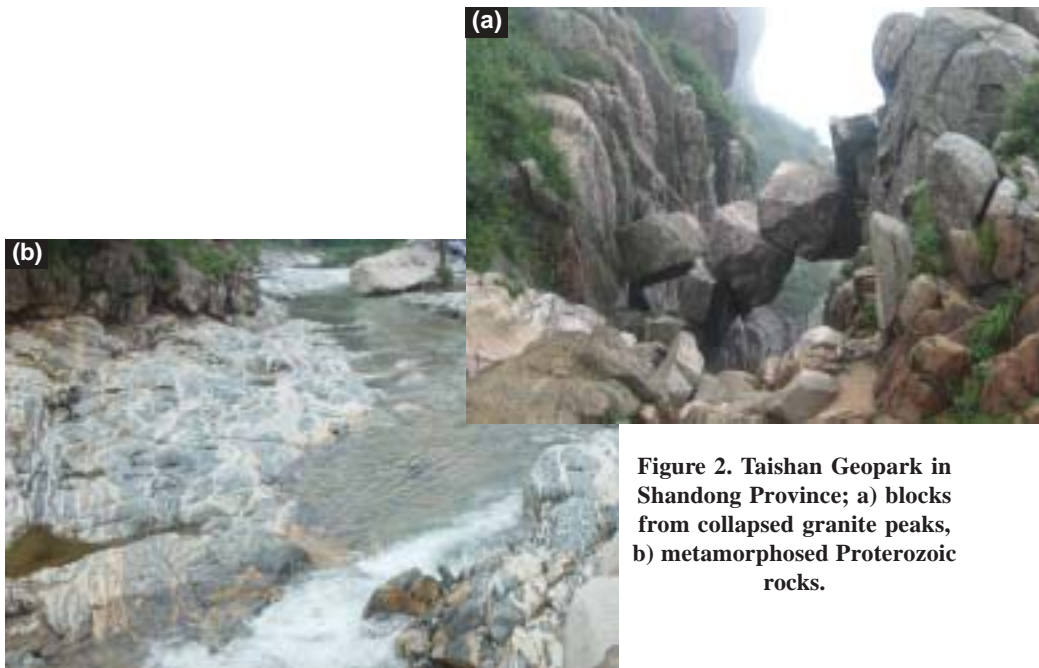 (a)
(b)
Figure 2. Taishan Geopark in
Shandong Province; a) blocks
from collapsed granite peaks,
b) metamorphosed Proterozoic
rocks.